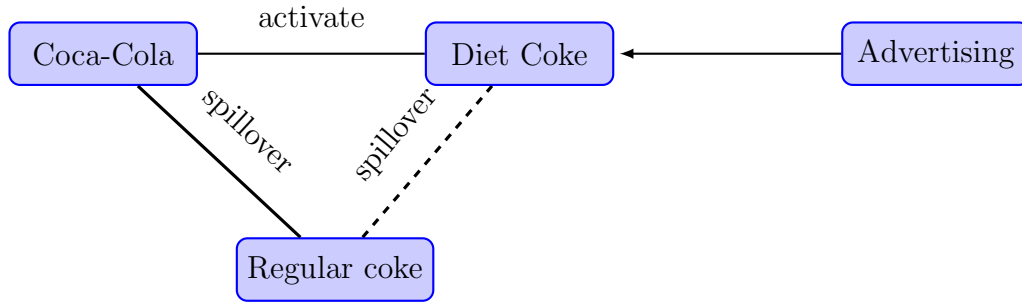 activate
Coca-Cola
Diet Coke
Advertising
spillover
spillover
Regular coke